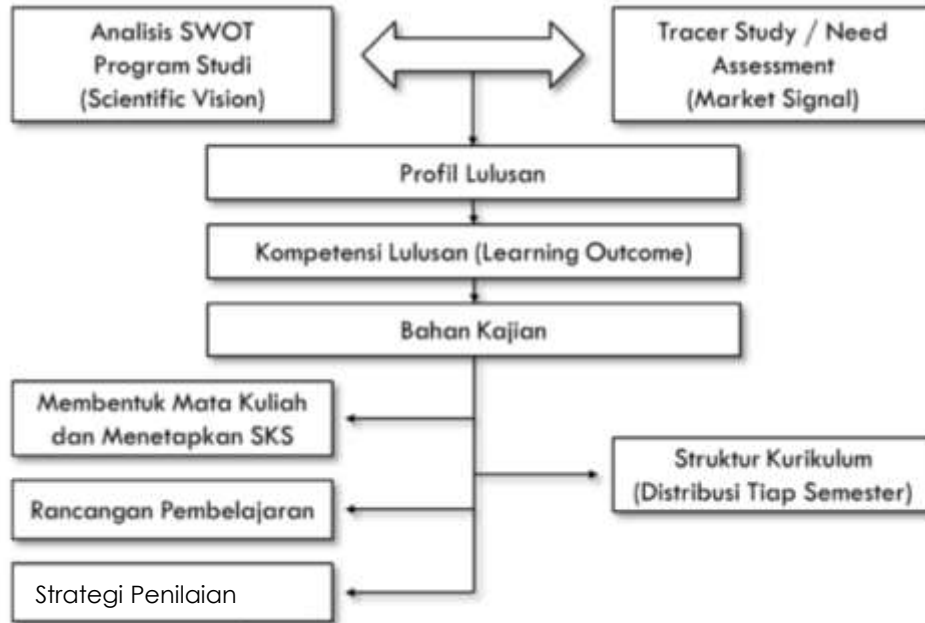 Analisis SWOT
Program Studi
(Scientific Vision)
Tracer Study / Need
Assessment
(Market Signal)
Profil Lulusan
Kompetensi Lulusan (Learning Outcome)
Bahan Kajian
Membentuk Mata Kuliah
dan Menetapkan SKS
Struktur Kurikulum
(Distribusi Tiap Semester)
Rancangan Pembelajaran
Strategi Penilaian